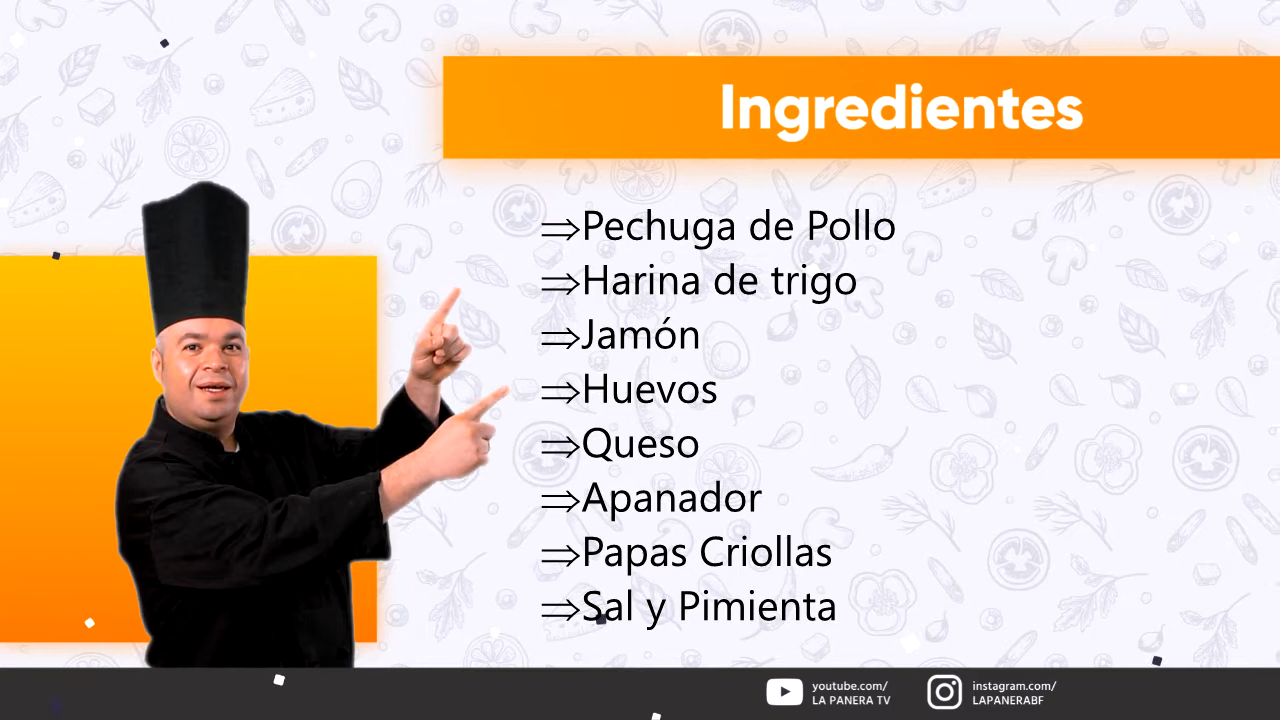 Ingredientes
⇒Pechuga de Pollo
⇒Harina de trigo
⇒Jamón
⇒Huevos
⇒Queso
⇒Apanador
⇒Papas Criollas
⇒Sal y Pimienta
youtube.com/
LA PANERA TV
instagram.com/
LAPANERABF